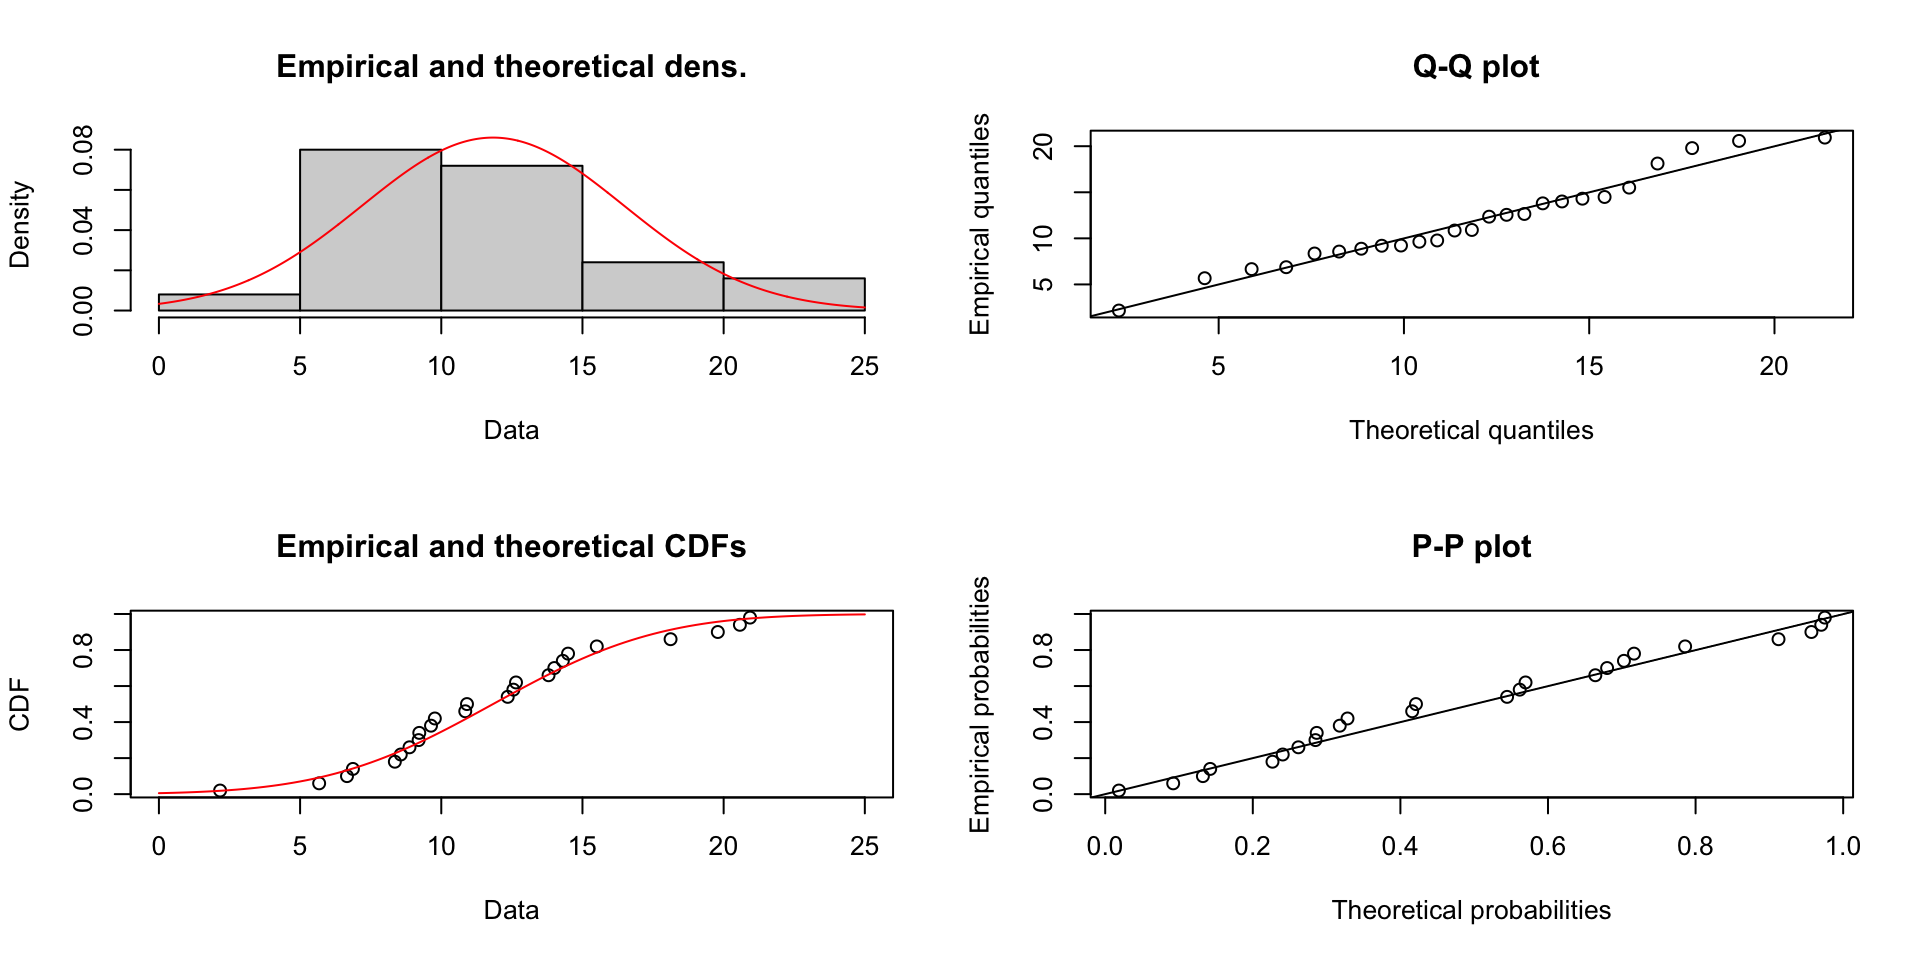 Empirical and theoretical dens.
Density
0.00 0.04 0.08
0 5 10 15 20 25
Data
Q-Q plot
Empirical quantiles
5 10 20
5 10 15 20
Theoretical quantiles
Empirical and theoretical CDFs
CDF
0.0 0.4 0.8
0 5 10 15 20 25
Data
P-P plot
Empirical probabilities
0.0 0.4 0.8
0.0 0.2 0.4 0.6 0.8 1.0
Theoretical probabilities